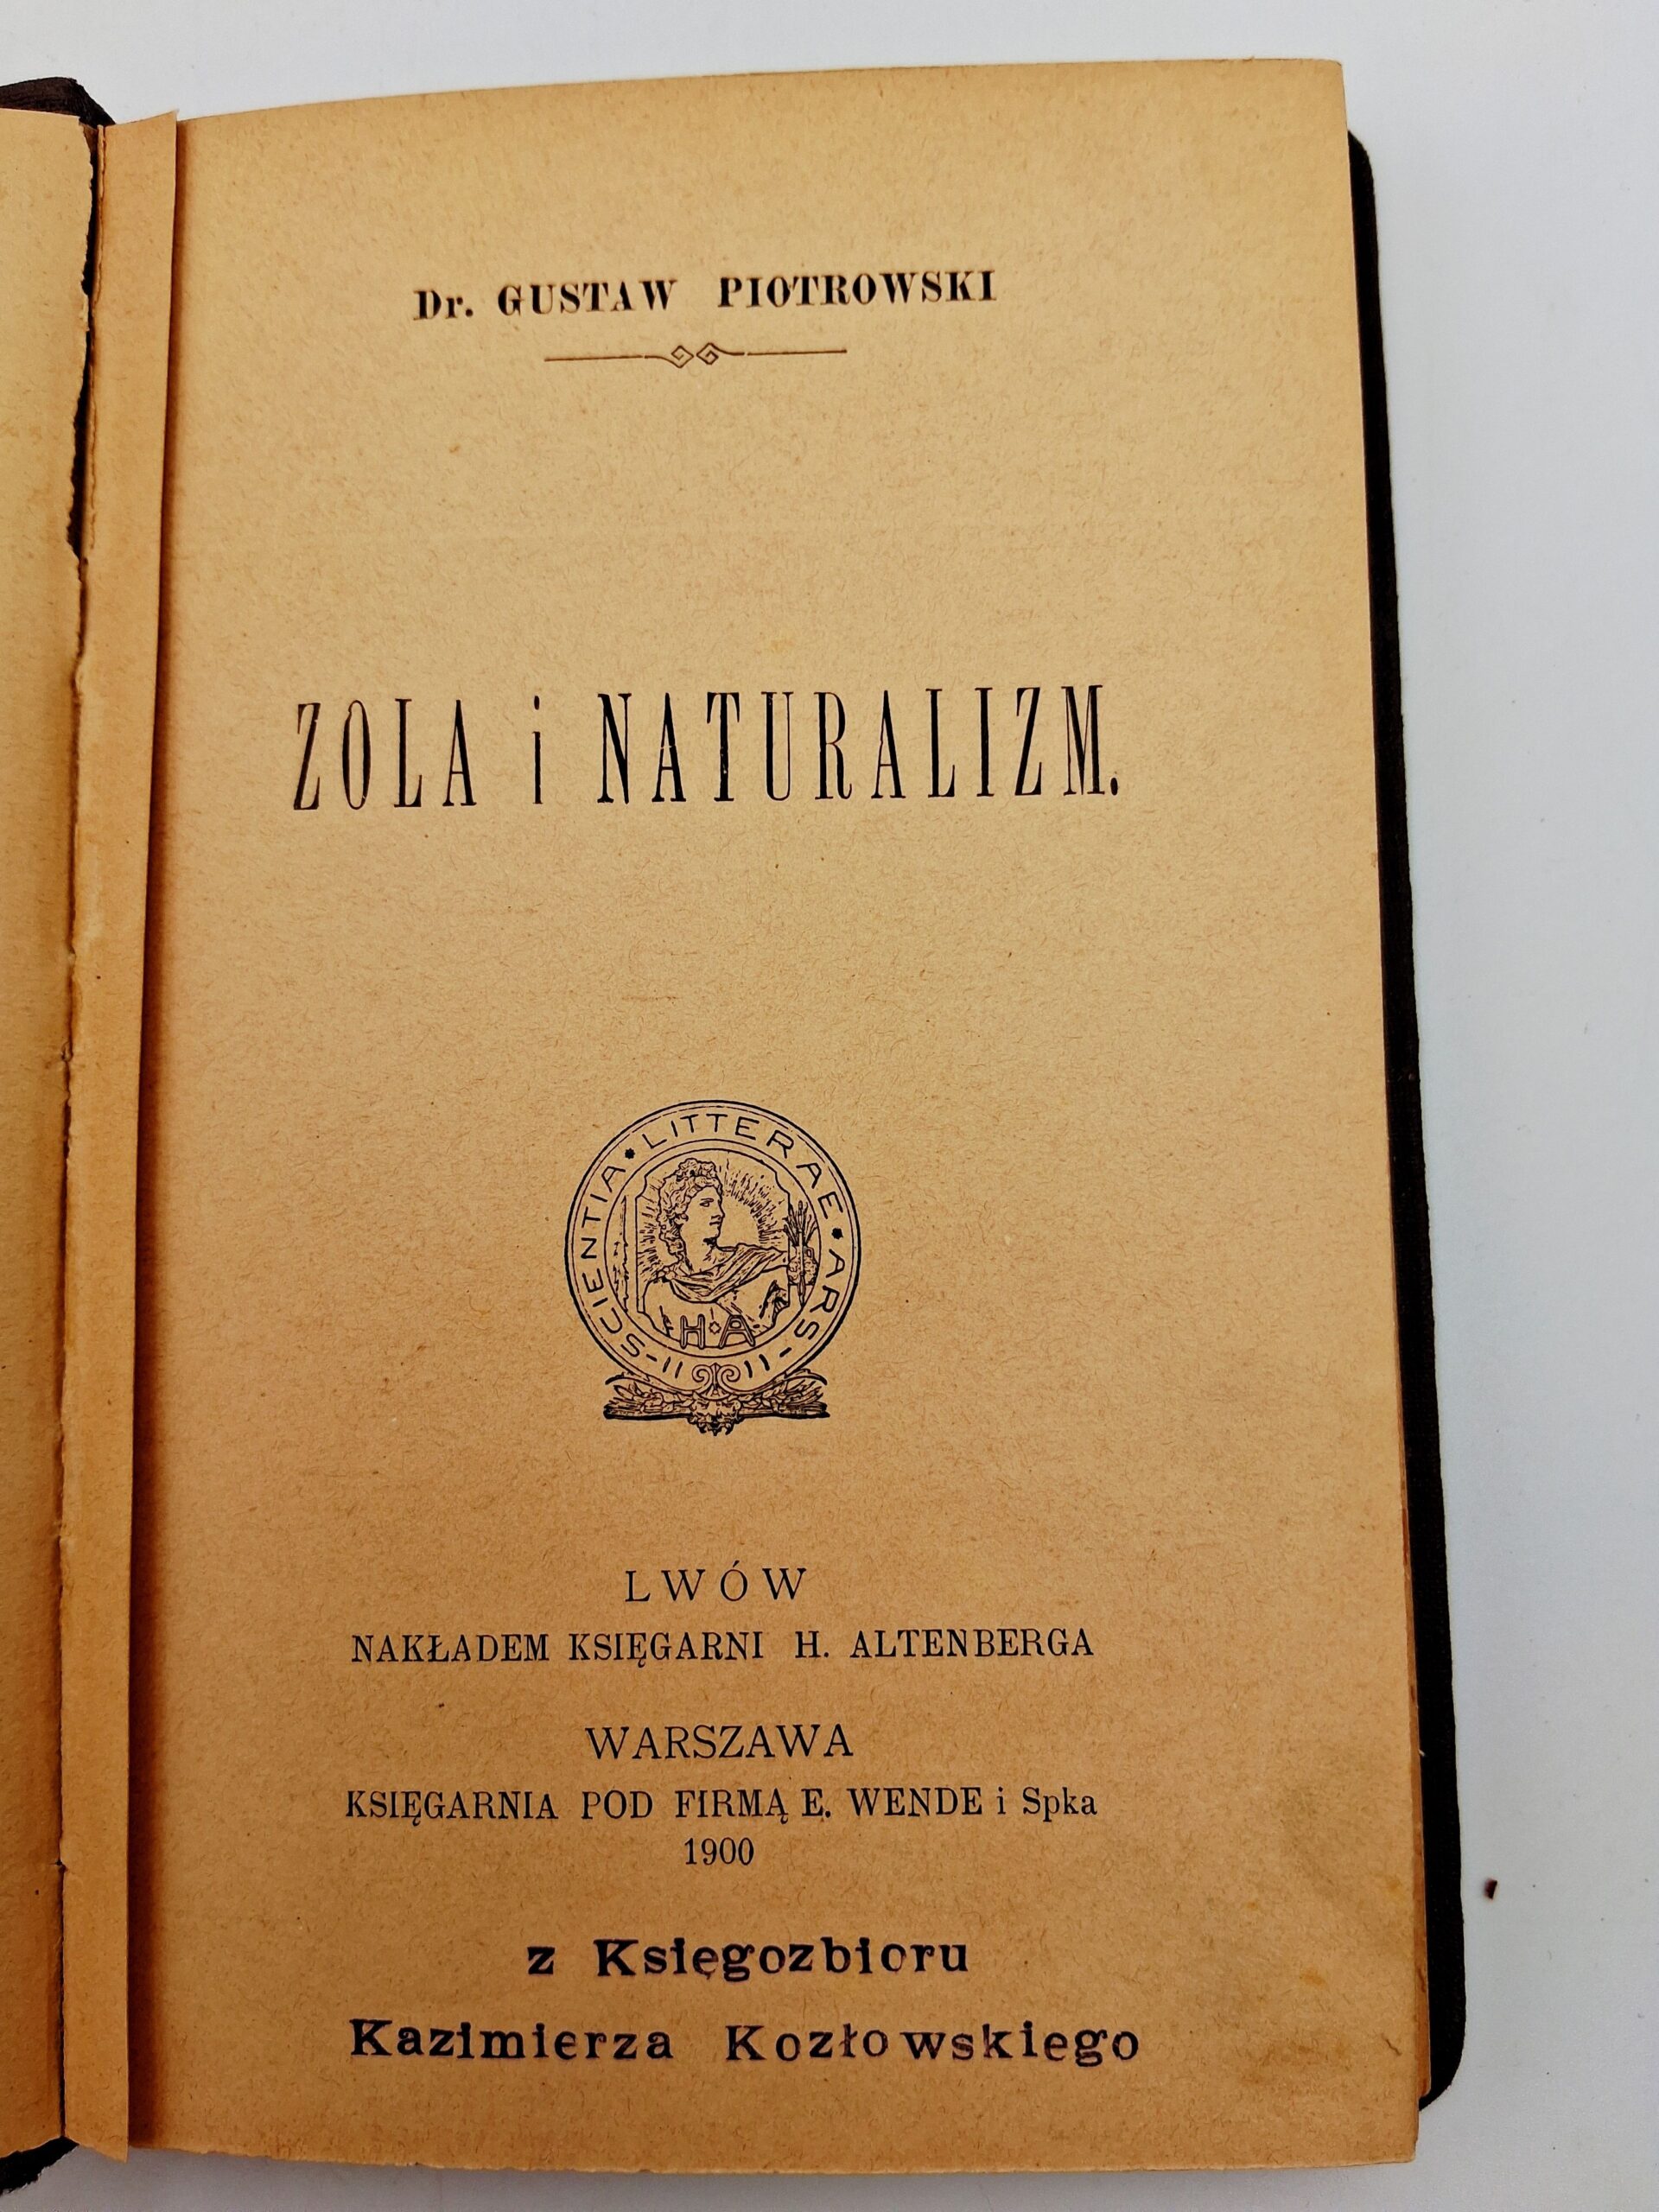 Dr. GUSTAW PIOTROWSKI
ZOLA i NATURALIZM.
SCIENTIA * LITTERAE * ARS
H A
LWÓW
NAKŁADEM KSIĘGARNI H. ALTENBERGA
WARSZAWA
KSIĘGARNIA POD FIRMĄ E. WENDE i Spka
1900
z Księgozbioru
Kazimierza Kozłowskiego